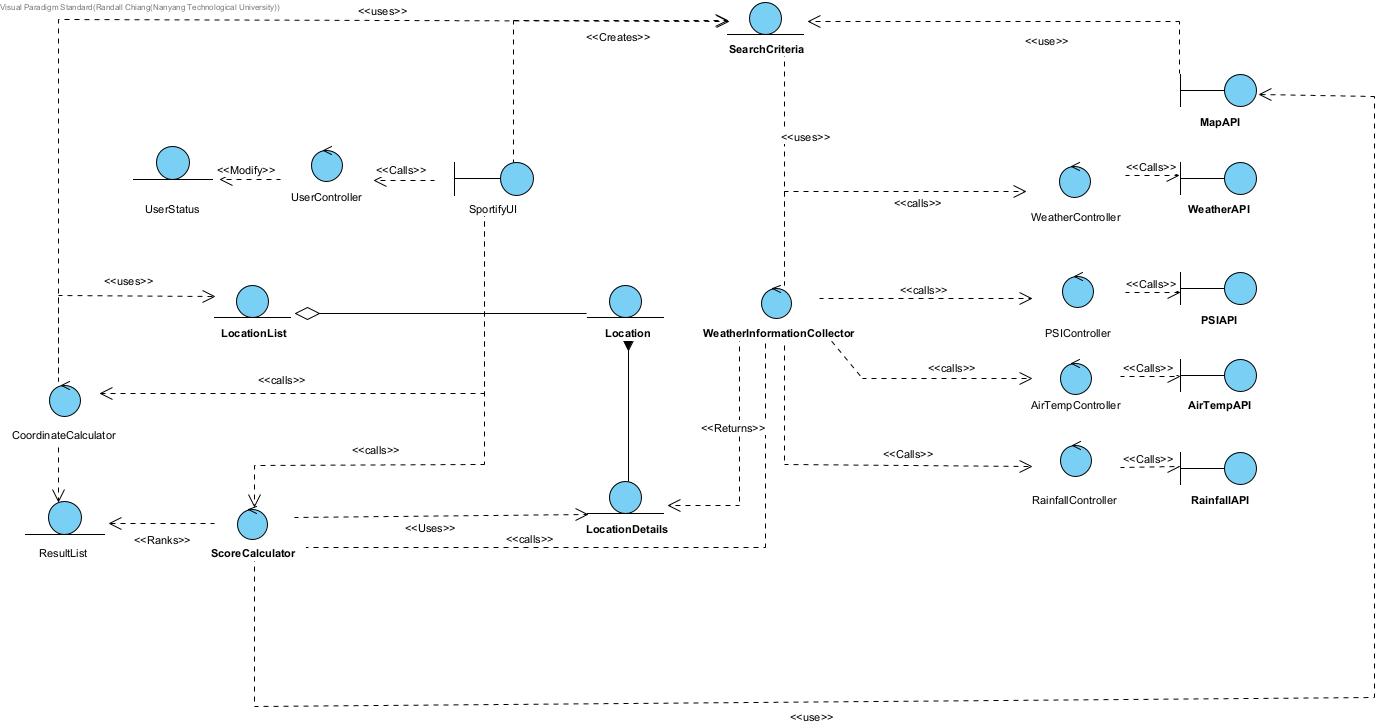 Visual Paradigm Standard(Randall Chiang(Nanyang Technological University))
<<uses>>
<<Creates>>
SearchCriteria
<<use>>
MapAPI
<<uses>>
UserStatus
<<Modify>>
UserController
<<Calls>>
SportifyUI
<<calls>>
WeatherController
<<Calls>>
WeatherAPI
<<uses>>
LocationList
Location
WeatherInformationCollector
<<calls>>
PSIController
<<Calls>>
PSIAPI
<<calls>>
AirTempController
<<Calls>>
AirTempAPI
<<calls>>
CoordinateCalculator
<<calls>>
<<Returns>>
<<Calls>>
RainfallController
<<Calls>>
RainfallAPI
ResultList
<<Ranks>>
ScoreCalculator
<<Uses>>
LocationDetails
<<calls>>
<<use>>